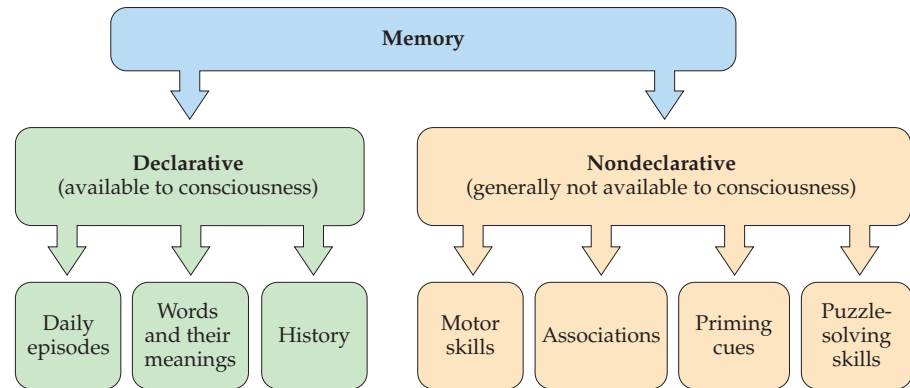 Memory
Declarative
(available to consciousness)
Nondeclarative
(generally not available to consciousness)
Daily
episodes
Words
and their
meanings
History
Motor
skills
Associations
Priming
cues
Puzzle-
solving
skills